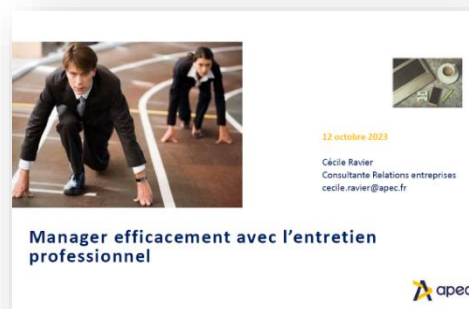 12 octobre 2023
Cécile Ravier
Consultante Relations entreprises
cecile.ravier@apec.fr
Manager efficacement avec l'entretien
professionnel
apec